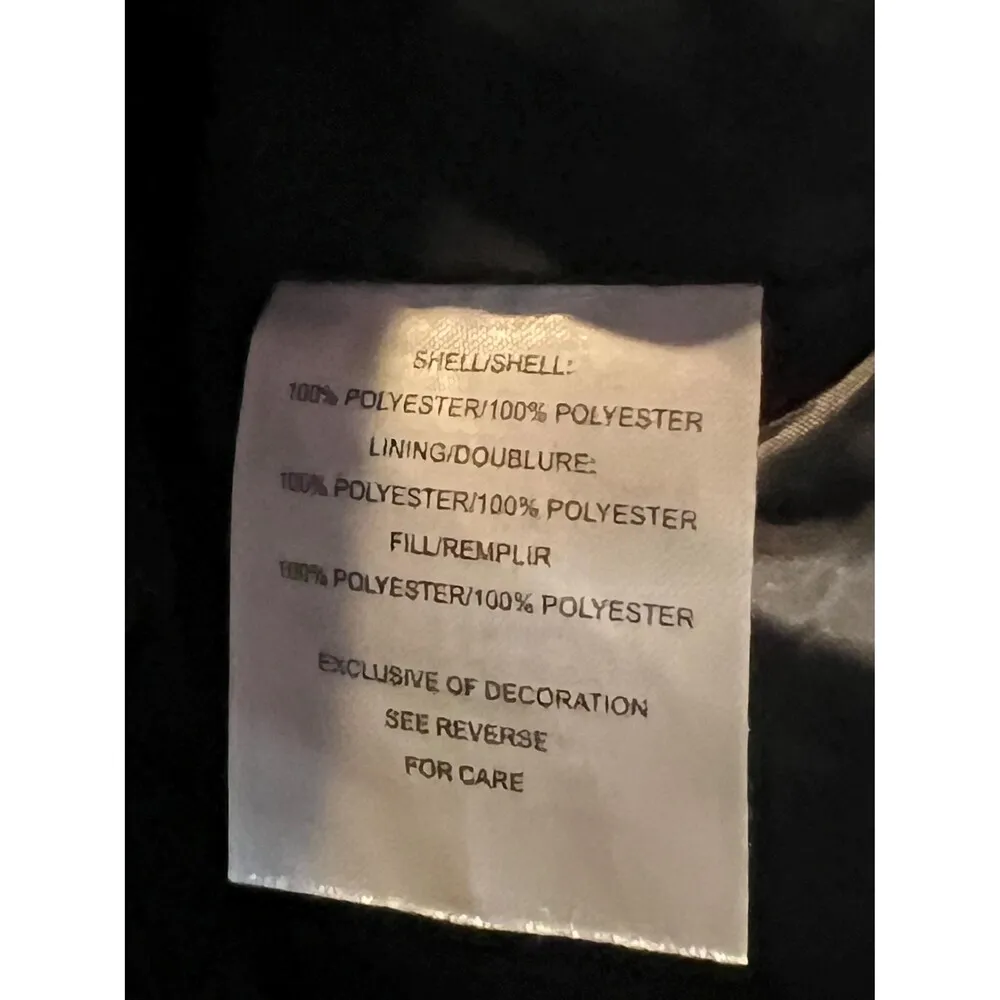 SHELL/SHELL:
100% POLYESTER/100% POLYESTER
LINING/DOUBLURE:
100% POLYESTER/100% POLYESTER
FILL/REMPLIR
100% POLYESTER/100% POLYESTER
EXCLUSIVE OF DECORATION
SEE REVERSE
FOR CARE